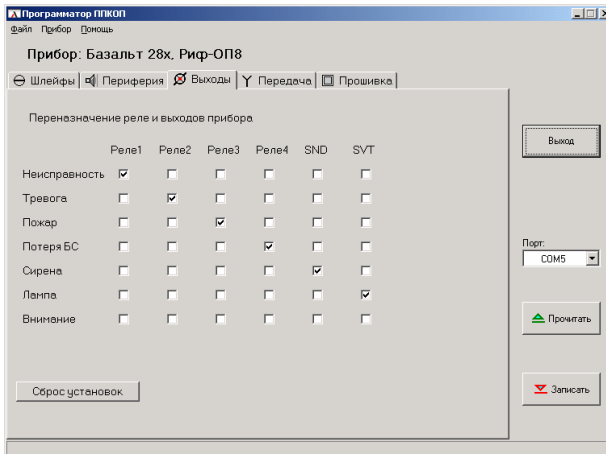 Программатор ППКОП
Файл Прибор Помощь
Прибор: Базальт 28х, Риф-ОП8
Шлейфы Периферия Выходы Передача Прошивка
Переназначение реле и выходов прибора
Реле1 Реле2 Реле3 Реле4 SND SVT
Неисправность
Тревога
Пожар
Потеря БС
Сирена
Лампа
Внимание
Сброс установок
Выход
Порт:
COM5
Прочитать
Записать